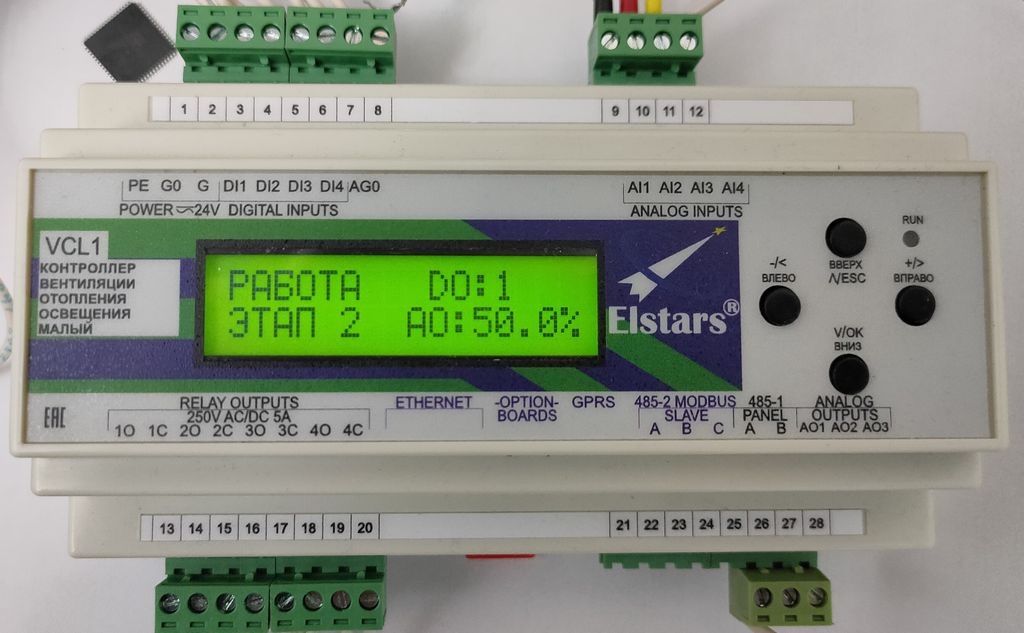 1 2 3 4 5 6 7 8
9 10 11 12
PE G0 G DI1 DI2 DI3 DI4 AG0
POWER ⎓24V DIGITAL INPUTS
AI1 AI2 AI3 AI4
ANALOG INPUTS
VCL1
КОНТРОЛЛЕР
ВЕНТИЛЯЦИИ
ОТОПЛЕНИЯ
ОСВЕЩЕНИЯ
МАЛЫЙ
РАБОТА DO:1
ЭТАП 2 AO:50.0%
Elstars®
RUN
ВВЕРХ
Λ/ESC
-/<
ВЛЕВО
+/>
ВПРАВО
V/OK
ВНИЗ
EAC
RELAY OUTPUTS
250V AC/DC 5A
1O 1C 2O 2C 3O 3C 4O 4C
ETHERNET
-OPTION-
BOARDS
GPRS
485-2 MODBUS
SLAVE
A B C
485-1
PANEL
A B
ANALOG
OUTPUTS
AO1 AO2 AO3
13 14 15 16 17 18 19 20
21 22 23 24 25 26 27 28